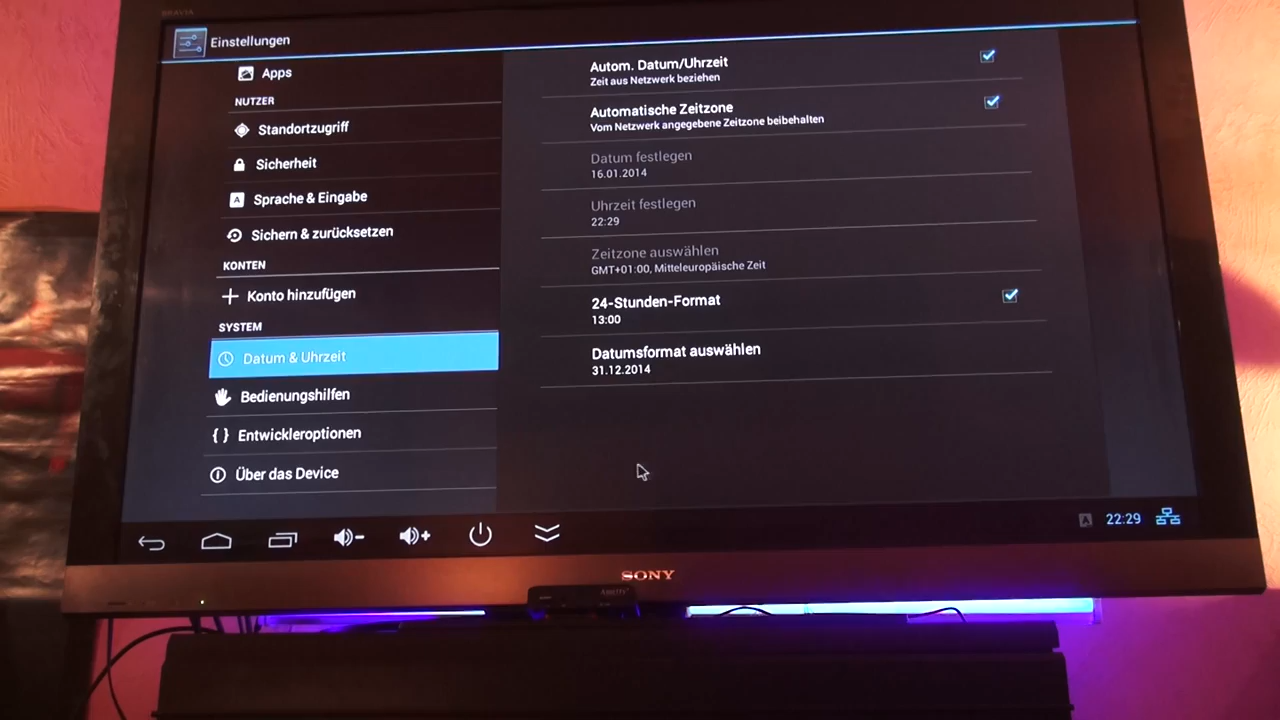 BRAVIA
Einstellungen
Apps
NUTZER
Standortzugriff
Sicherheit
A Sprache & Eingabe
Sichern & zurücksetzen
KONTEN
Konto hinzufügen
SYSTEM
Datum & Uhrzeit
Bedienungshilfen
{ } Entwickleroptionen
Über das Device
Autom. Datum/Uhrzeit
Zeit aus Netzwerk beziehen
Automatische Zeitzone
Vom Netzwerk angegebene Zeitzone beibehalten
Datum festlegen
16.01.2014
Uhrzeit festlegen
22:29
Zeitzone auswählen
GMT+01:00, Mitteleuropäische Zeit
24-Stunden-Format
13:00
Datumsformat auswählen
31.12.2014
A 22:29
SONY